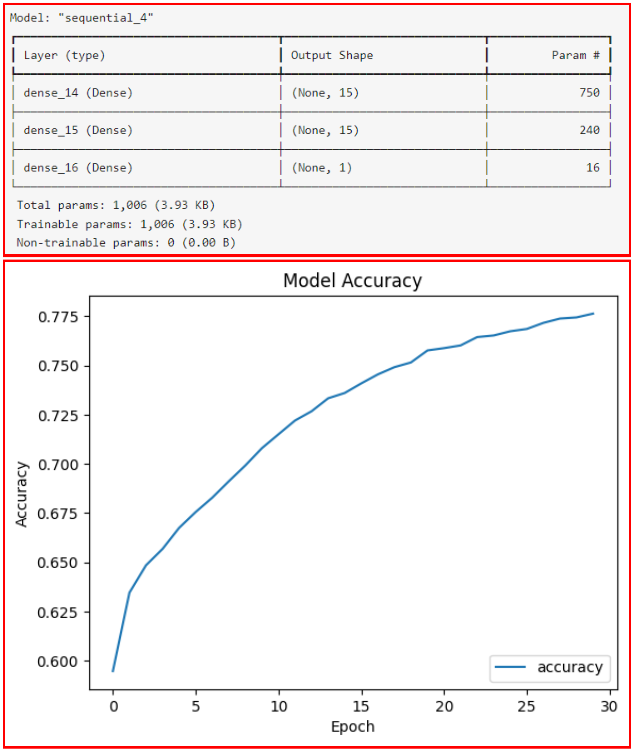 Model: "sequential_4"
Layer (type) Output Shape Param #
dense_14 (Dense) (None, 15) 750
dense_15 (Dense) (None, 15) 240
dense_16 (Dense) (None, 1) 16
Total params: 1,006 (3.93 KB)
Trainable params: 1,006 (3.93 KB)
Non-trainable params: 0 (0.00 B)
Model Accuracy
0.775
0.750
0.725
0.700
0.675
0.650
0.625
0.600
Accuracy
accuracy
0 5 10 15 20 25 30
Epoch